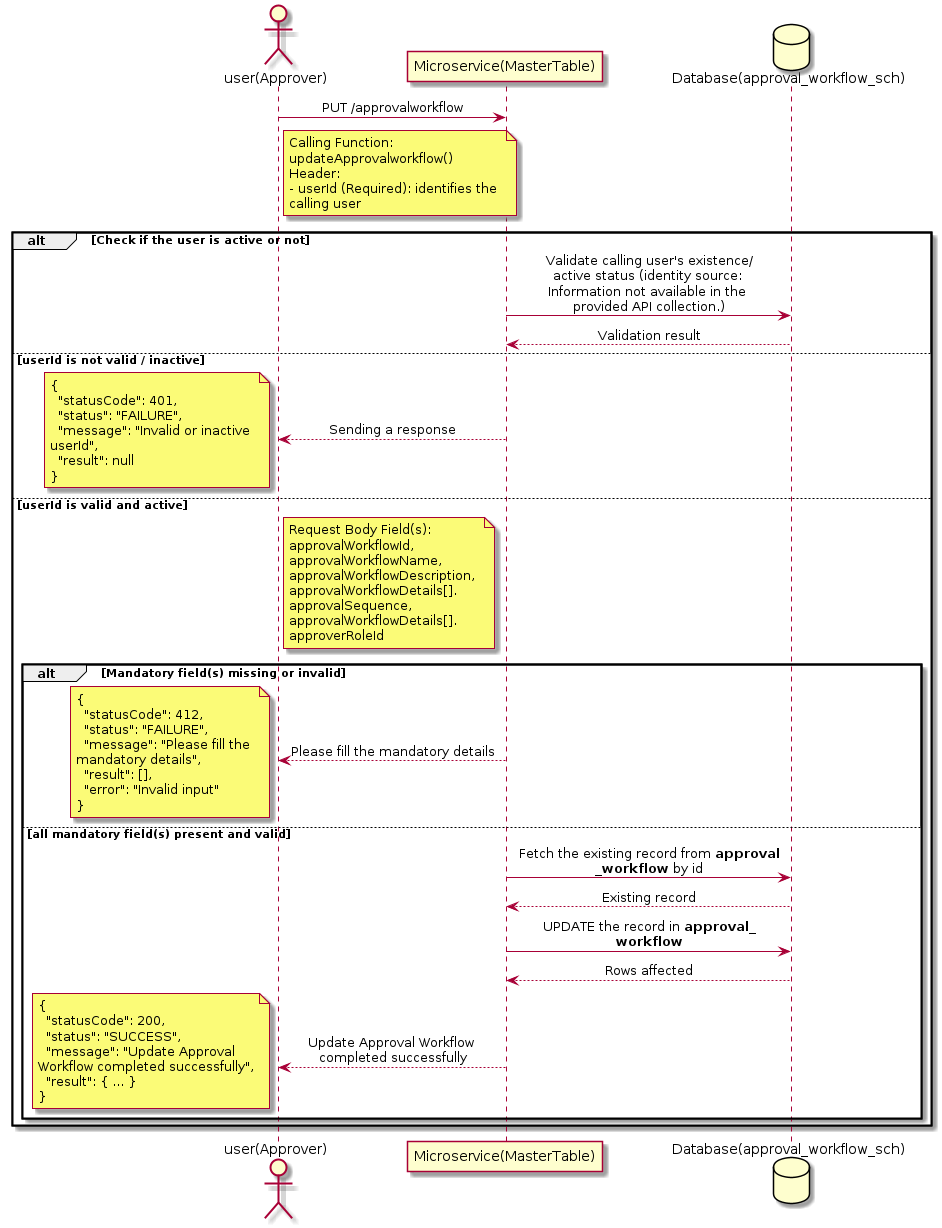 user(Approver)
Microservice(MasterTable)
Database(approval_workflow_sch)
PUT /approvalworkflow
Calling Function:
updateApprovalworkflow()
Header:
- userId (Required): identifies the
calling user
alt
[Check if the user is active or not]
Validate calling user's existence/
active status (identity source:
Information not available in the
provided API collection.)
Validation result
[userId is not valid / inactive]
{
"statusCode": 401,
"status": "FAILURE",
"message": "Invalid or inactive
userId",
"result": null
}
Sending a response
[userId is valid and active]
Request Body Field(s):
approvalWorkflowId,
approvalWorkflowName,
approvalWorkflowDescription,
approvalWorkflowDetails[].
approvalSequence,
approvalWorkflowDetails[].
approverRoleId
alt
[Mandatory field(s) missing or invalid]
{
"statusCode": 412,
"status": "FAILURE",
"message": "Please fill the
mandatory details",
"result": [],
"error": "Invalid input"
}
Please fill the mandatory details
[all mandatory field(s) present and valid]
Fetch the existing record from approval
_workflow by id
Existing record
UPDATE the record in approval_
workflow
Rows affected
{
"statusCode": 200,
"status": "SUCCESS",
"message": "Update Approval
Workflow completed successfully",
"result": { ... }
}
Update Approval Workflow
completed successfully
user(Approver)
Microservice(MasterTable)
Database(approval_workflow_sch)